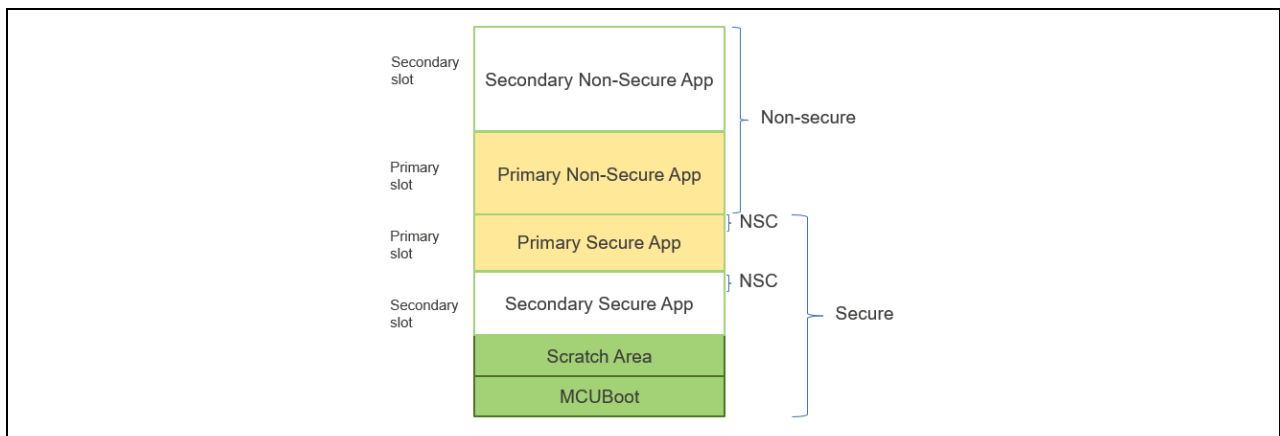 Secondary
slot
Secondary Non-Secure App
Non-secure
Primary
slot
Primary Non-Secure App
NSC
Primary
slot
Primary Secure App
NSC
Secondary
slot
Secondary Secure App
Secure
Scratch Area
MCUBoot